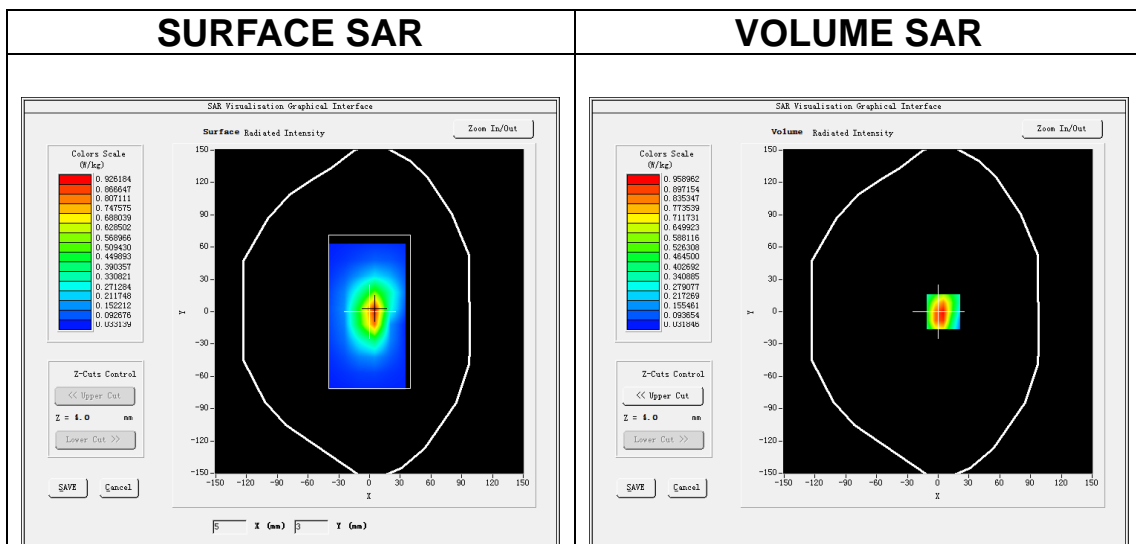 SURFACE SAR
VOLUME SAR
SAR Visualisation Graphical Interface
Surface Radiated Intensity
Zoom In/Out
Colors Scale
(W/kg)
0.926184
0.866647
0.807111
0.747575
0.688039
0.628502
0.568966
0.509430
0.449893
0.390357
0.330821
0.271284
0.211748
0.152212
0.092676
0.033139
150
120
90
60
30
0
-30
-60
-90
-120
-150
Y
-150 -120 -90 -60 -30 0 30 60 90 120 150
X
Z-Cuts Control
<< Upper Cut
Z = 4.0 mm
Lower Cut >>
SAVE Cancel
5 X (mm) 3 Y (mm)
SAR Visualisation Graphical Interface
Volume Radiated Intensity
Zoom In/Out
Colors Scale
(W/kg)
0.958962
0.897154
0.835347
0.773539
0.711731
0.649923
0.588116
0.526308
0.464500
0.402692
0.340885
0.279077
0.217269
0.155461
0.093654
0.031846
150
120
90
60
30
0
-30
-60
-90
-120
-150
Y
-150 -120 -90 -60 -30 0 30 60 90 120 150
X
Z-Cuts Control
<< Upper Cut
Z = 4.0 mm
Lower Cut >>
SAVE Cancel